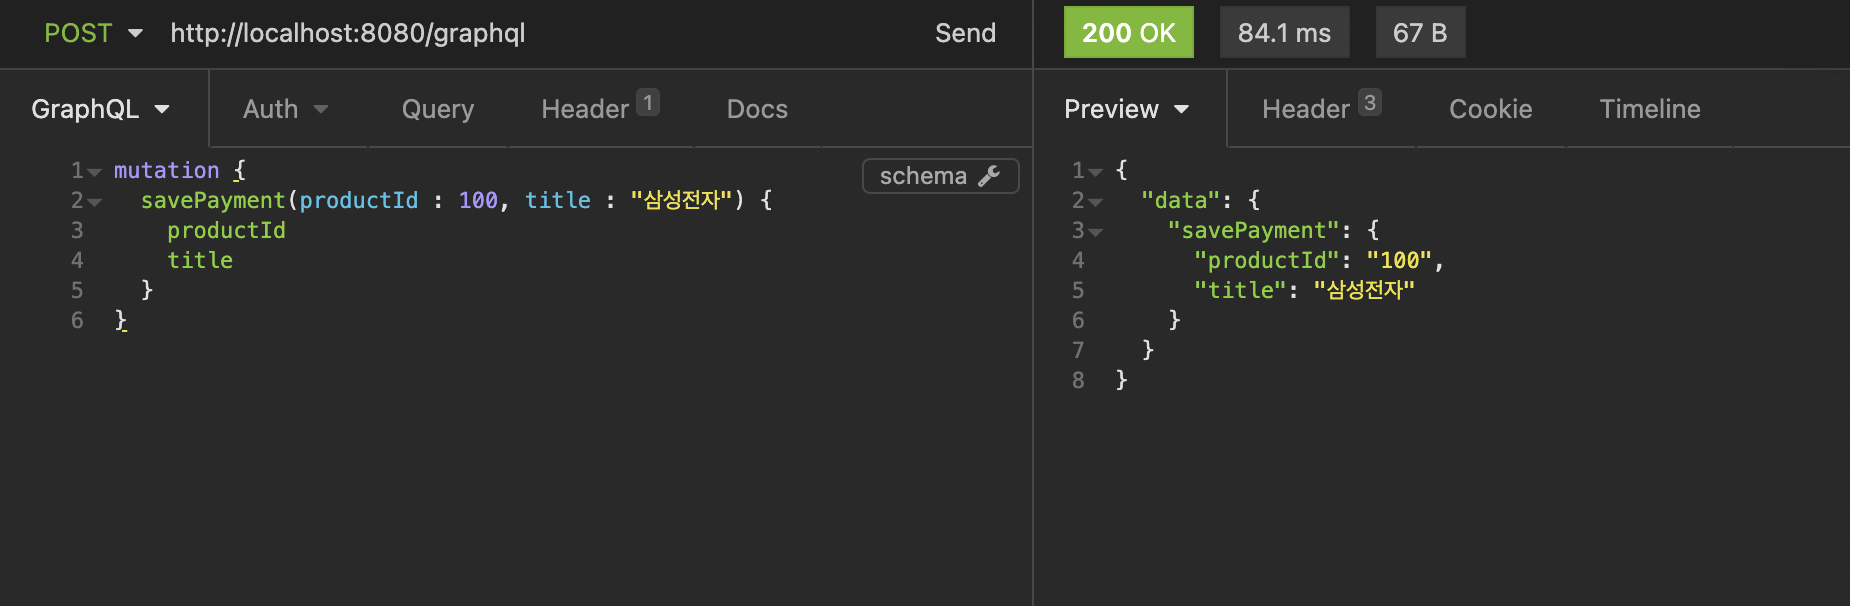 POST http://localhost:8080/graphql Send
200 OK 84.1 ms 67 B
GraphQL Auth Query Header 1 Docs
Preview Header 3 Cookie Timeline
schema
1 mutation {
2 savePayment(productId : 100, title : "삼성전자") {
3 productId
4 title
5 }
6 }
1 {
2 "data": {
3 "savePayment": {
4 "productId": "100",
5 "title": "삼성전자"
6 }
7 }
8 }